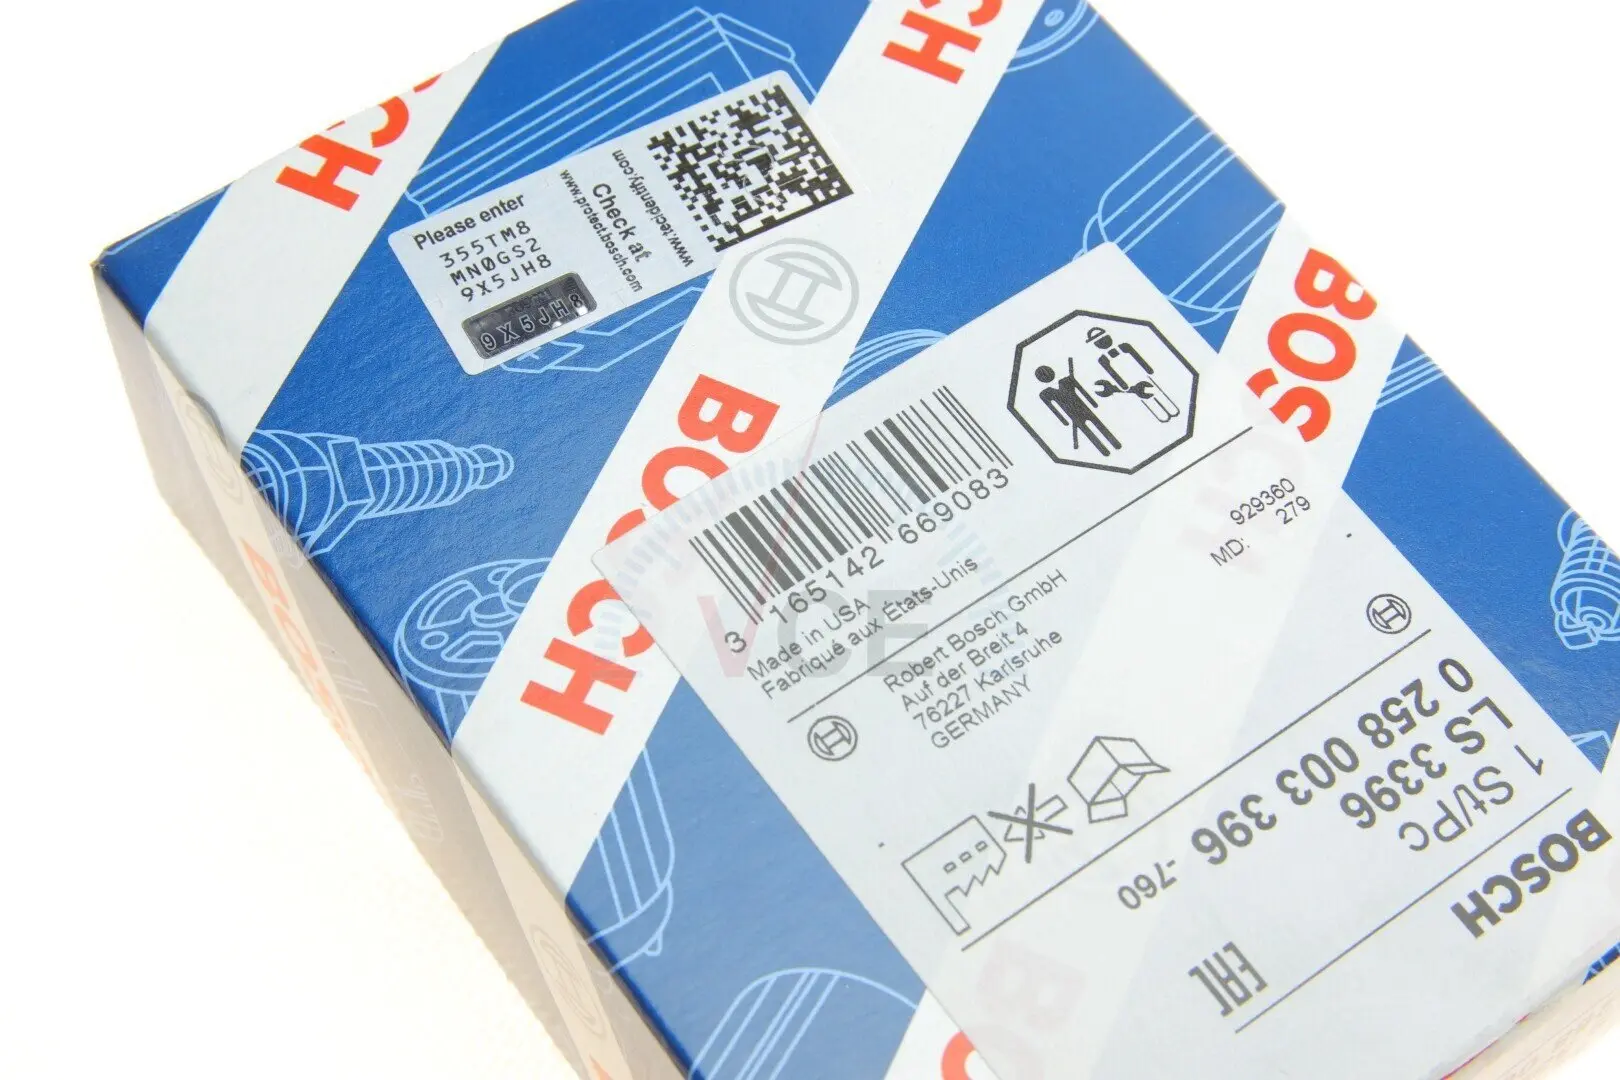 BOSCH
Please enter
355TM8
MN0GS2
9X5JH8
9X5JH8
Check at
www.protect.bosch.com
www.tecidentify.com
BOSCH
BOSCH
3 165142 669083
Made in USA
Fabriqué aux États-Unis
Robert Bosch GmbH
Auf der Breit 4
76227 Karlsruhe
GERMANY
929360
MD: 279
BOSCH
1 St/Pc
LS 3396
0 258 003 396 -760
EAC
VCE